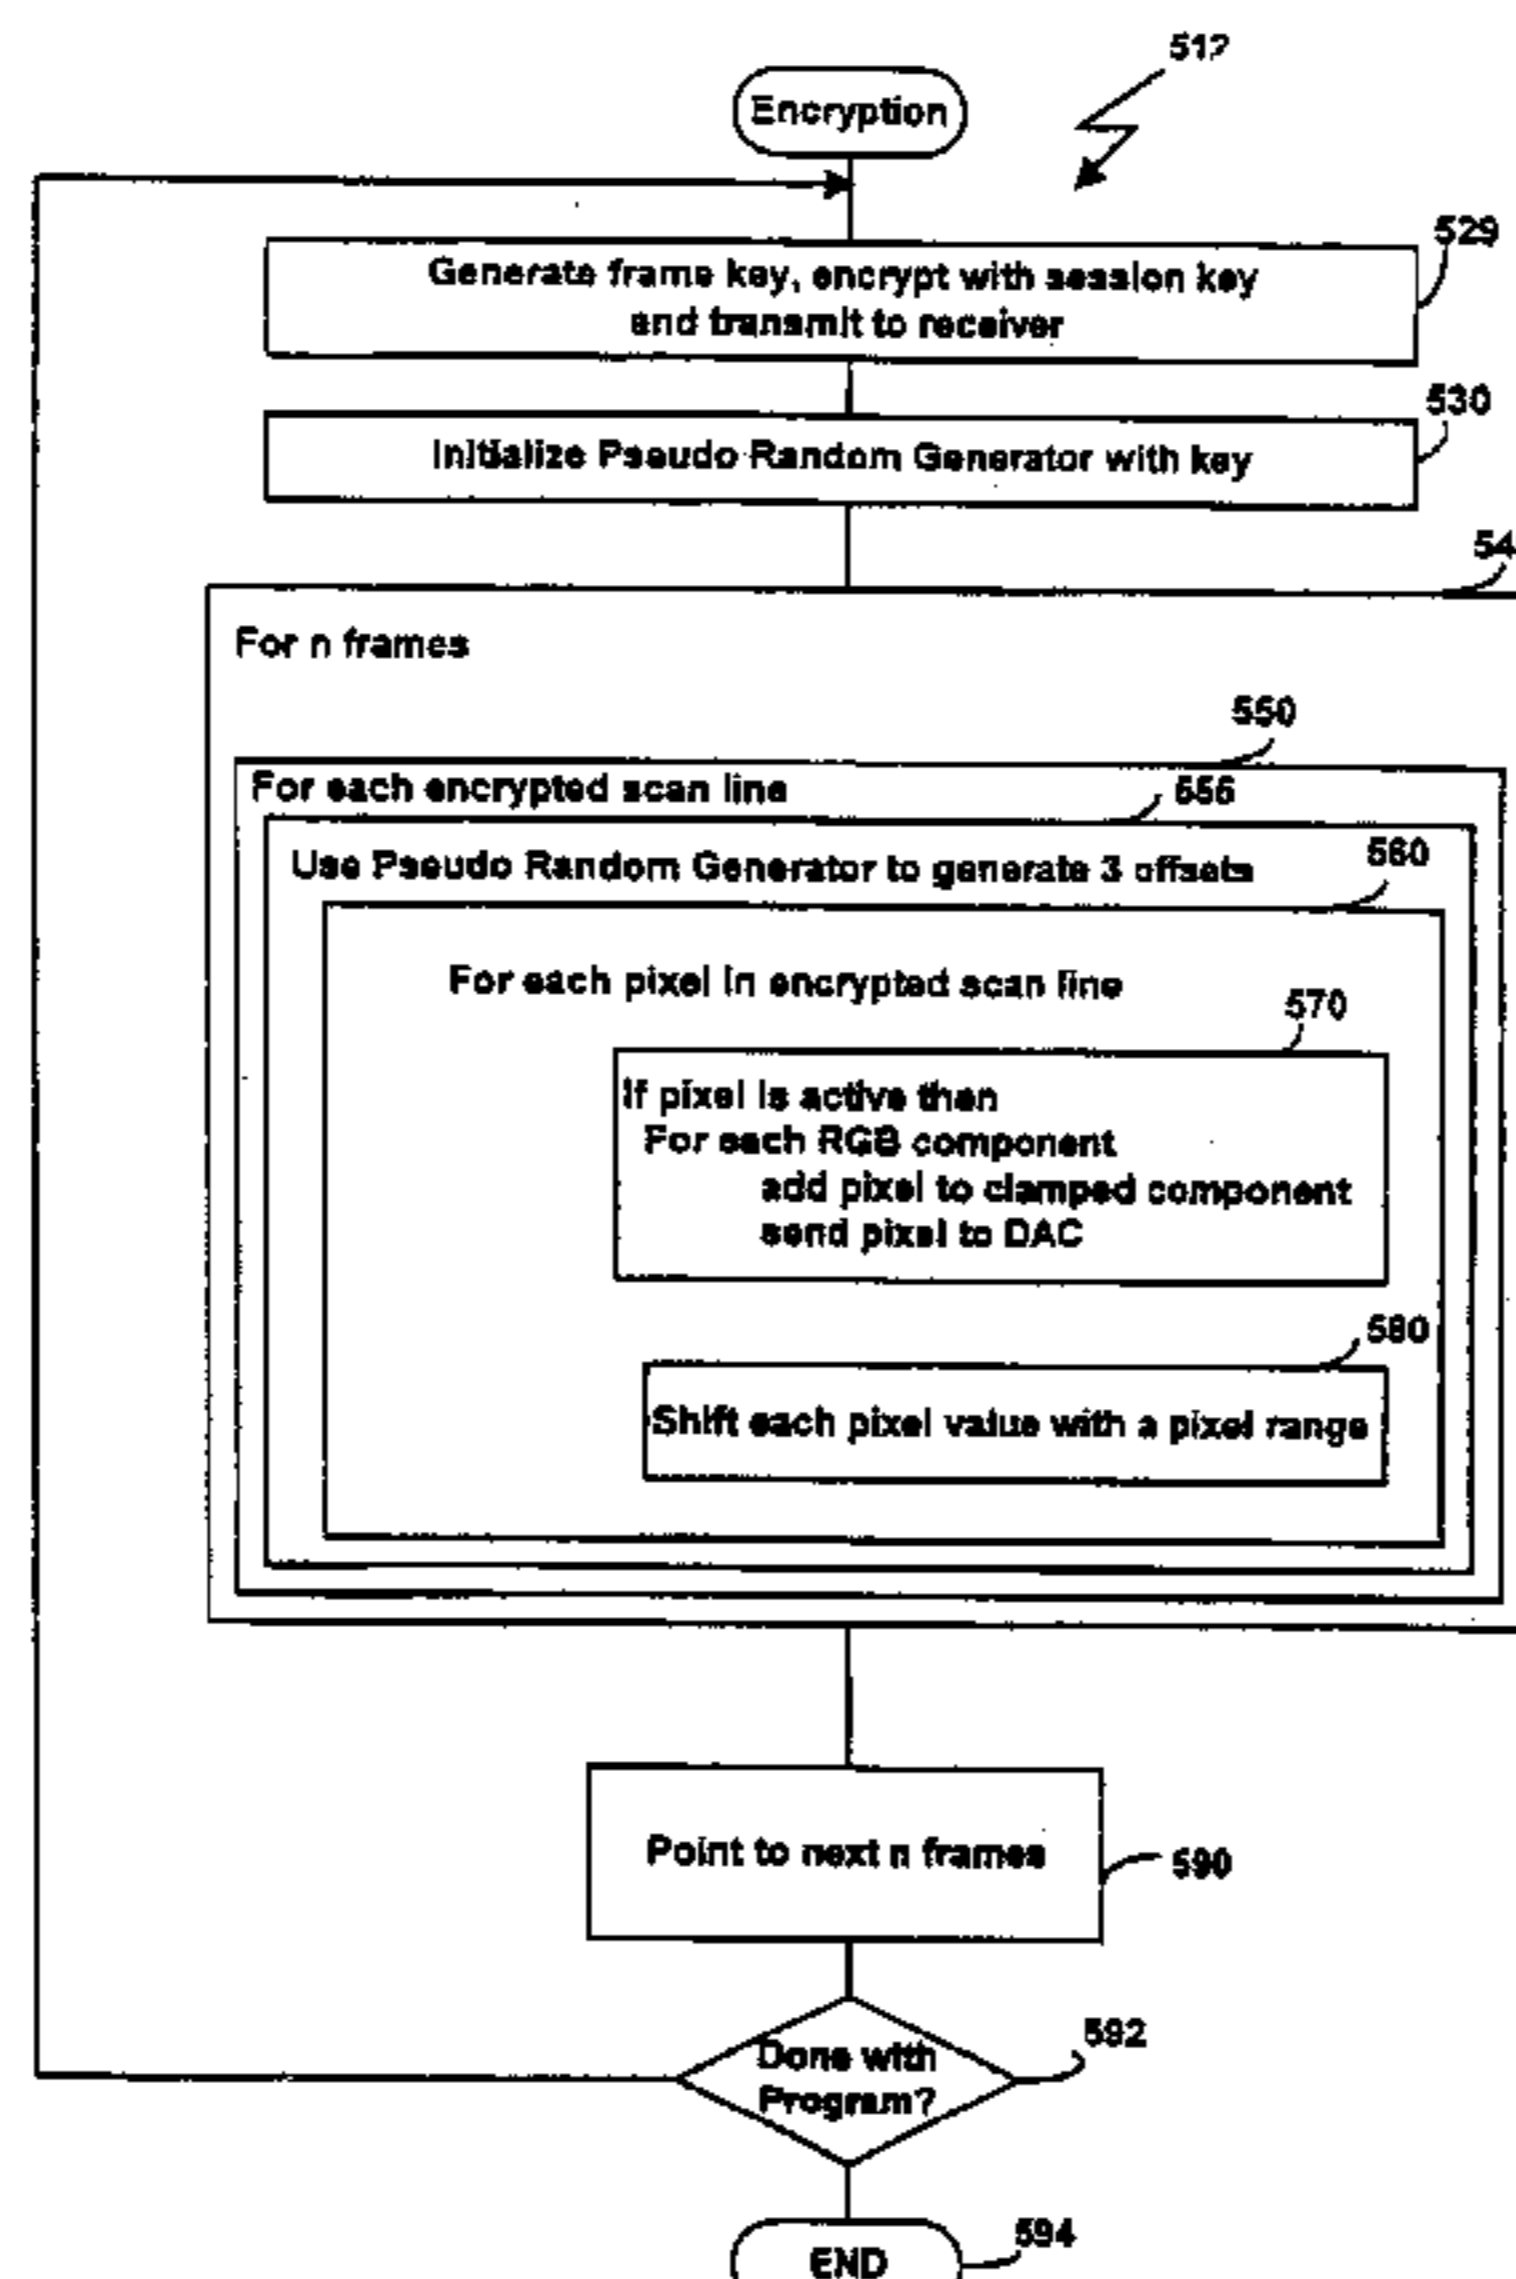 512
Encryption
529
Generate frame key, encrypt with session key
and transmit to receiver
530
Initialize Pseudo Random Generator with key
54
For n frames
550
For each encrypted scan line
555
Use Pseudo Random Generator to generate 3 offsets
560
For each pixel in encrypted scan line
570
If pixel is active then
For each RGB component
add pixel to clamped component
send pixel to DAC
580
Shift each pixel value with a pixel range
Point to next n frames
590
592
Done with
Program?
594
END